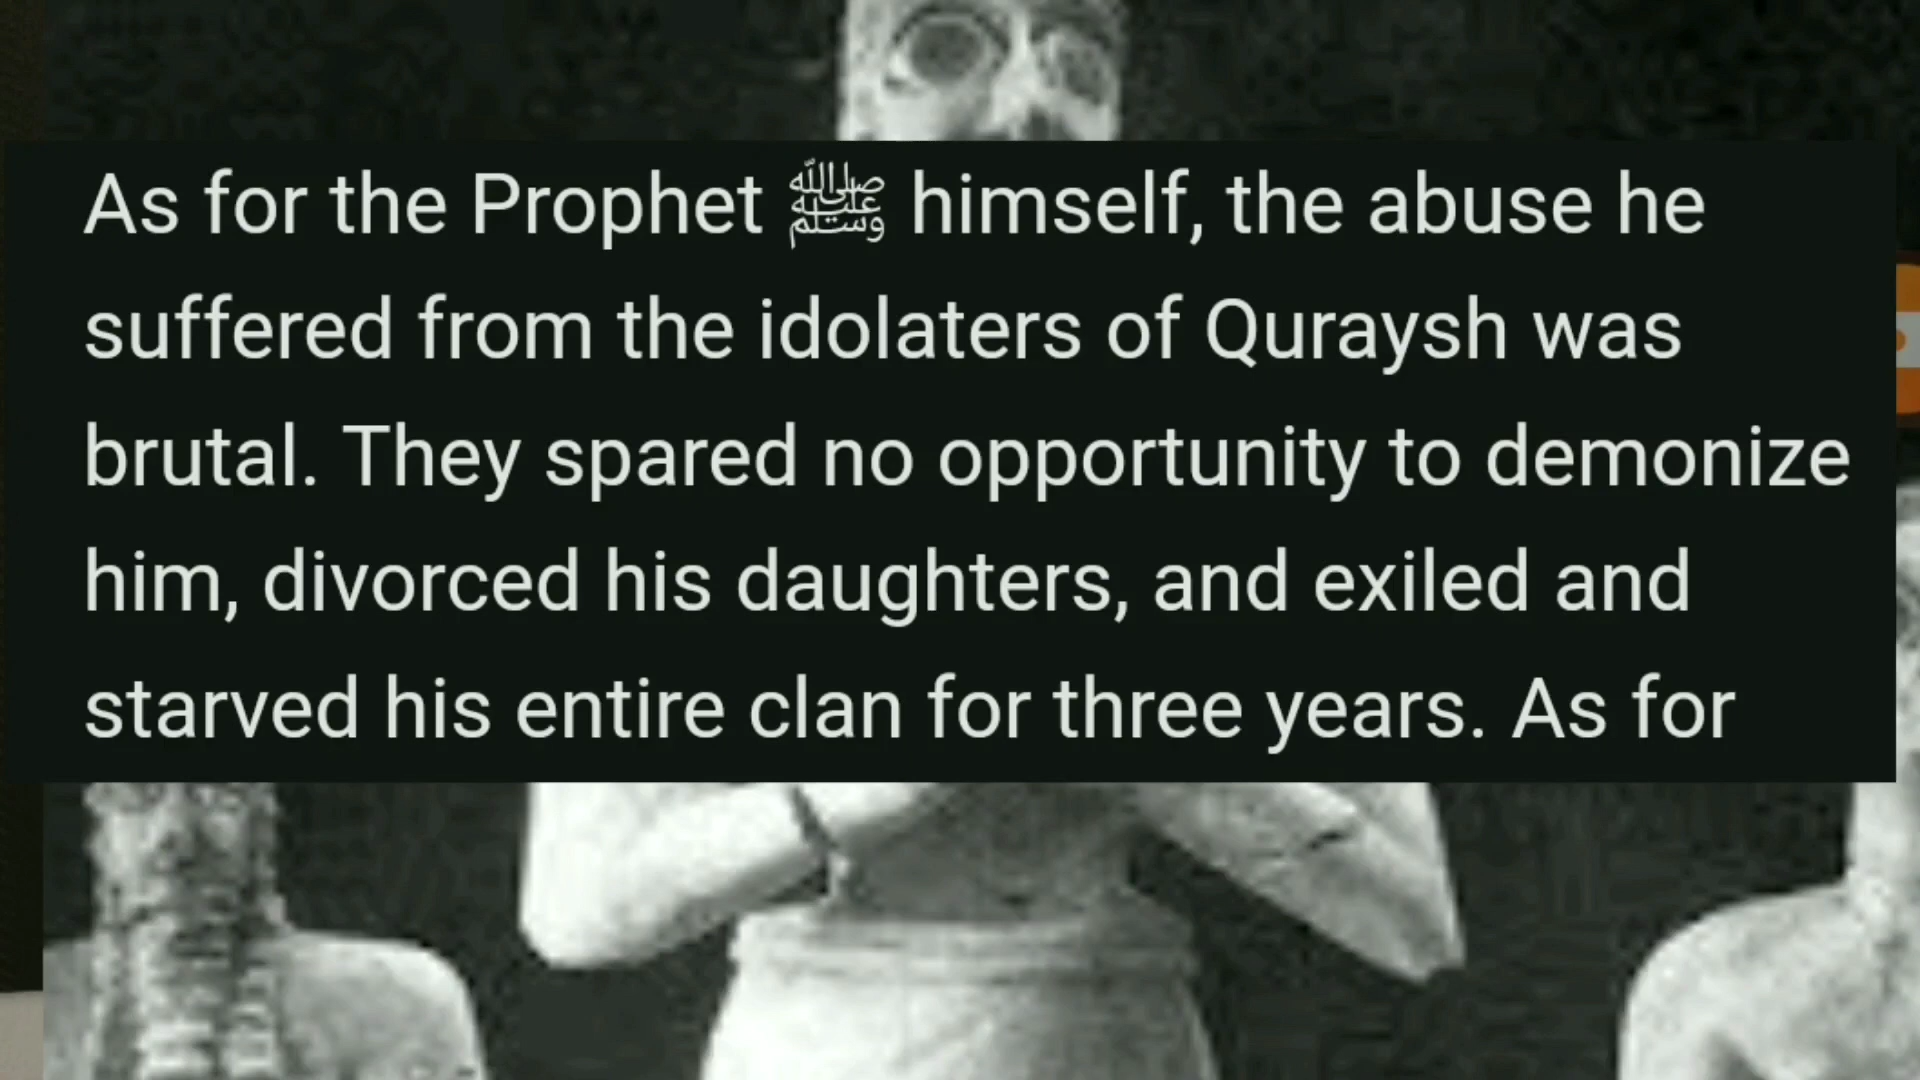 As for the Prophet ﷺ himself, the abuse he
suffered from the idolaters of Quraysh was
brutal. They spared no opportunity to demonize
him, divorced his daughters, and exiled and
starved his entire clan for three years. As for